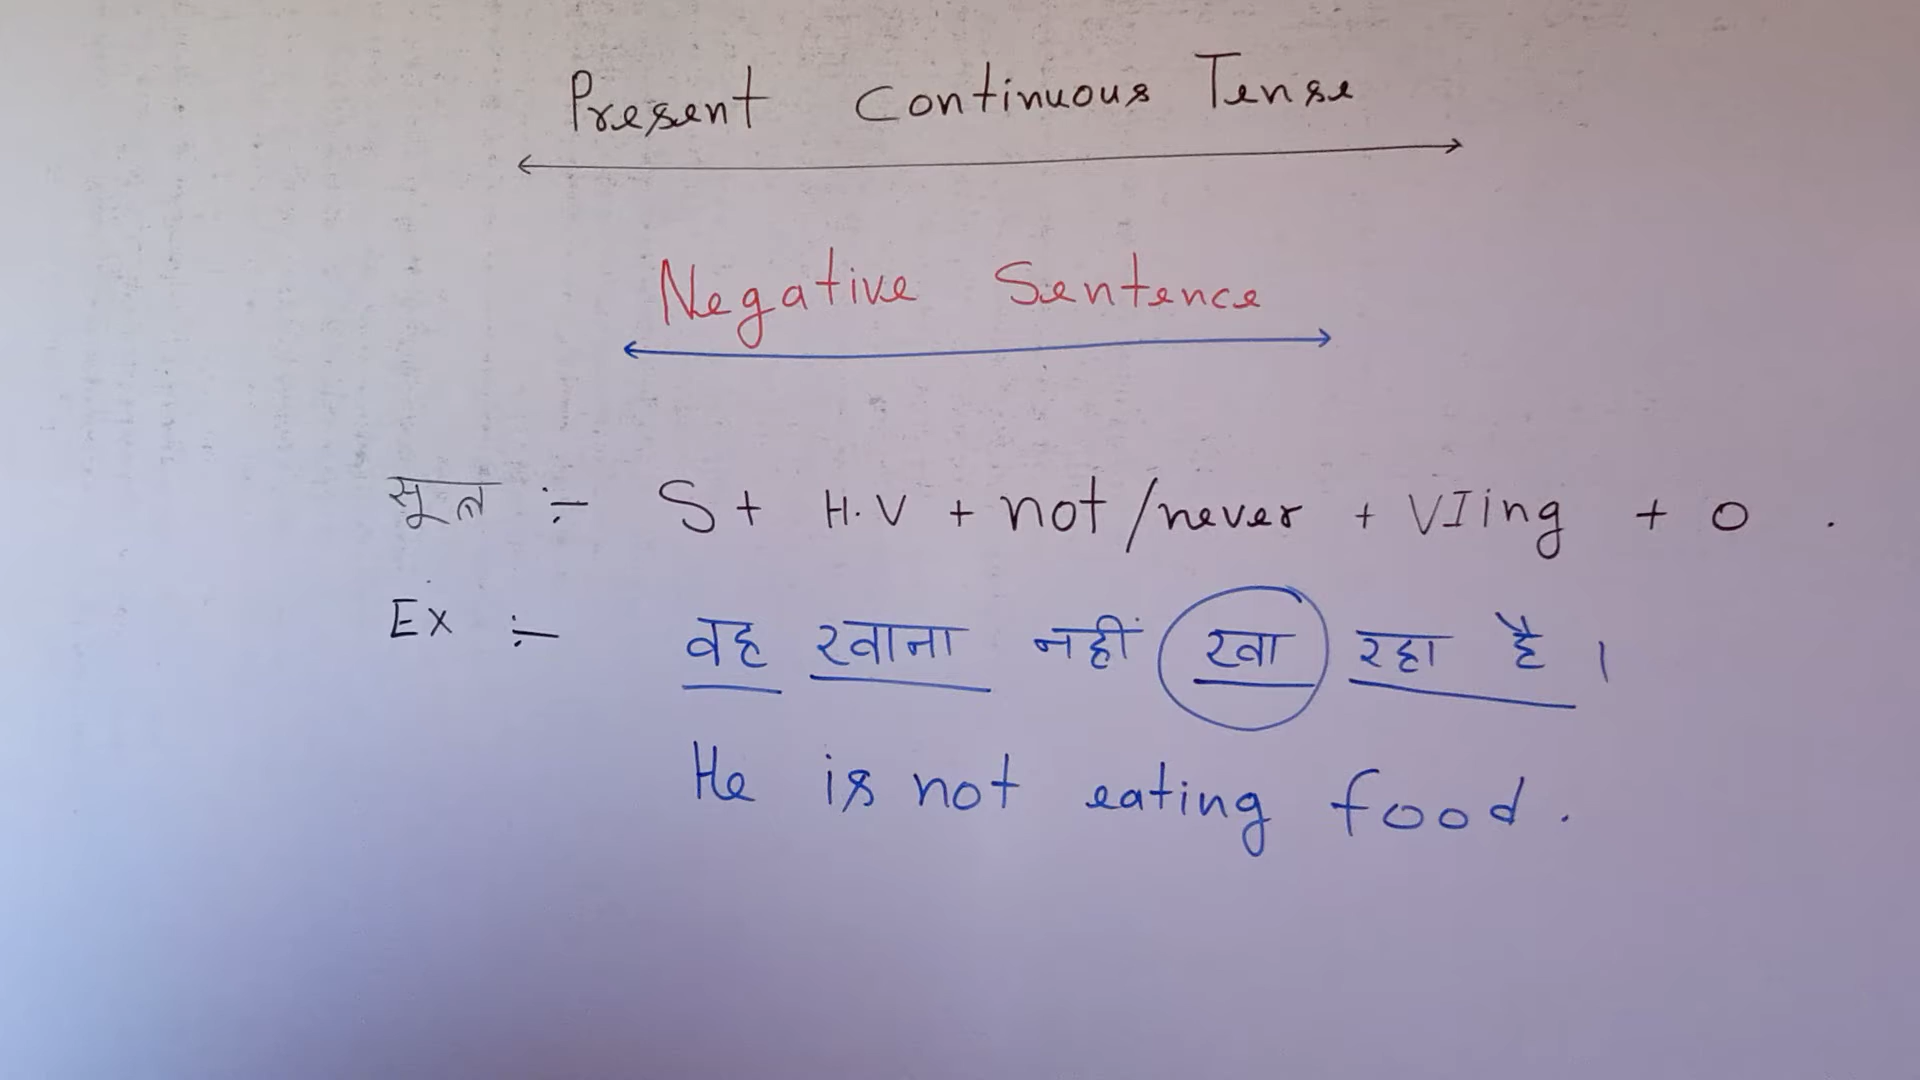 Present Continuous Tense
Negative Sentence
सूत्र :- S + H.V + not /never + VIing + O .
Ex :- वह खाना नहीं खा रहा है ।
He is not eating food .